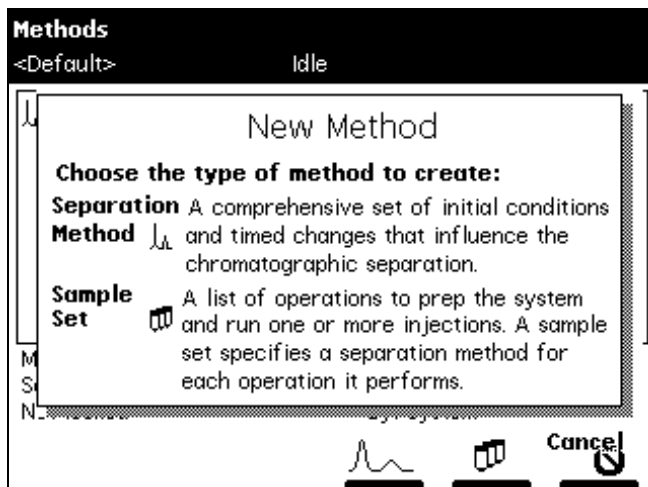 Methods
<Default> Idle
New Method
Choose the type of method to create:
Separation A comprehensive set of initial conditions
Method and timed changes that influence the
chromatographic separation.
Sample A list of operations to prep the system
Set and run one or more injections. A sample
set specifies a separation method for
each operation it performs.
Cancel